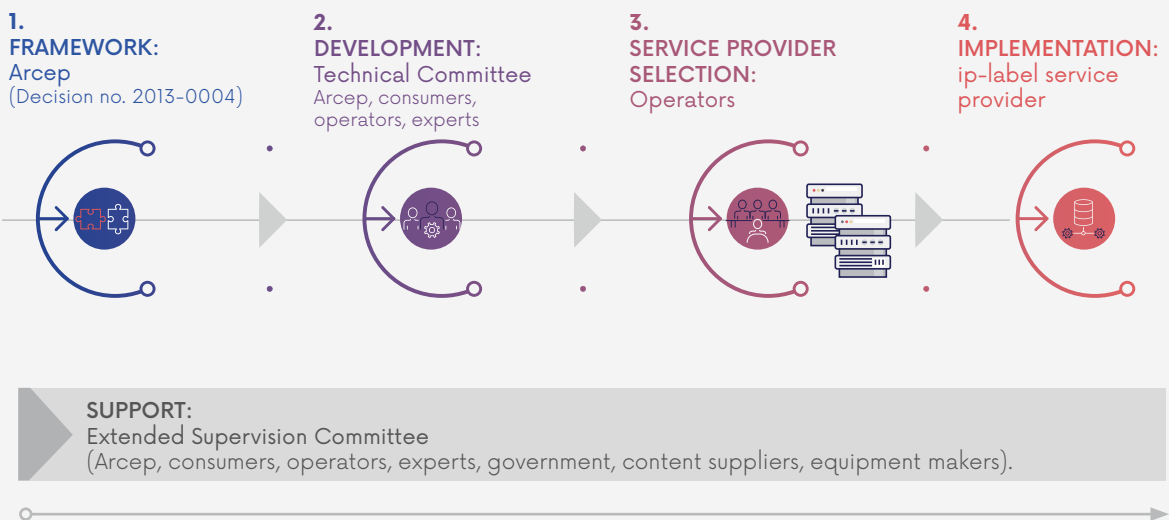 1.
FRAMEWORK:
Arcep
(Decision no. 2013-0004)
2.
DEVELOPMENT:
Technical Committee
Arcep, consumers,
operators, experts
3.
SERVICE PROVIDER
SELECTION:
Operators
4.
IMPLEMENTATION:
ip-label service
provider
SUPPORT:
Extended Supervision Committee
(Arcep, consumers, operators, experts, government, content suppliers, equipment makers).